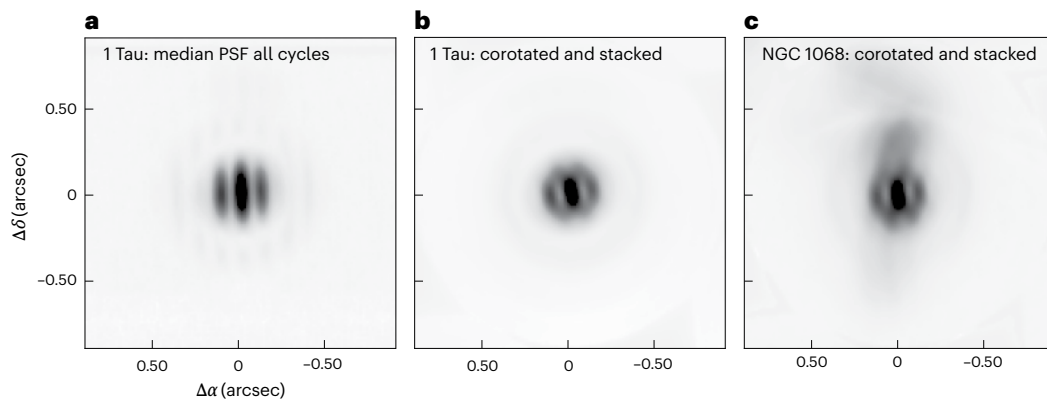 a
1 Tau: median PSF all cycles
b
1 Tau: corotated and stacked
c
NGC 1068: corotated and stacked
0.50
0
−0.50
Δδ (arcsec)
0.50
0
−0.50
0.50
0
−0.50
0.50
0
−0.50
Δα (arcsec)